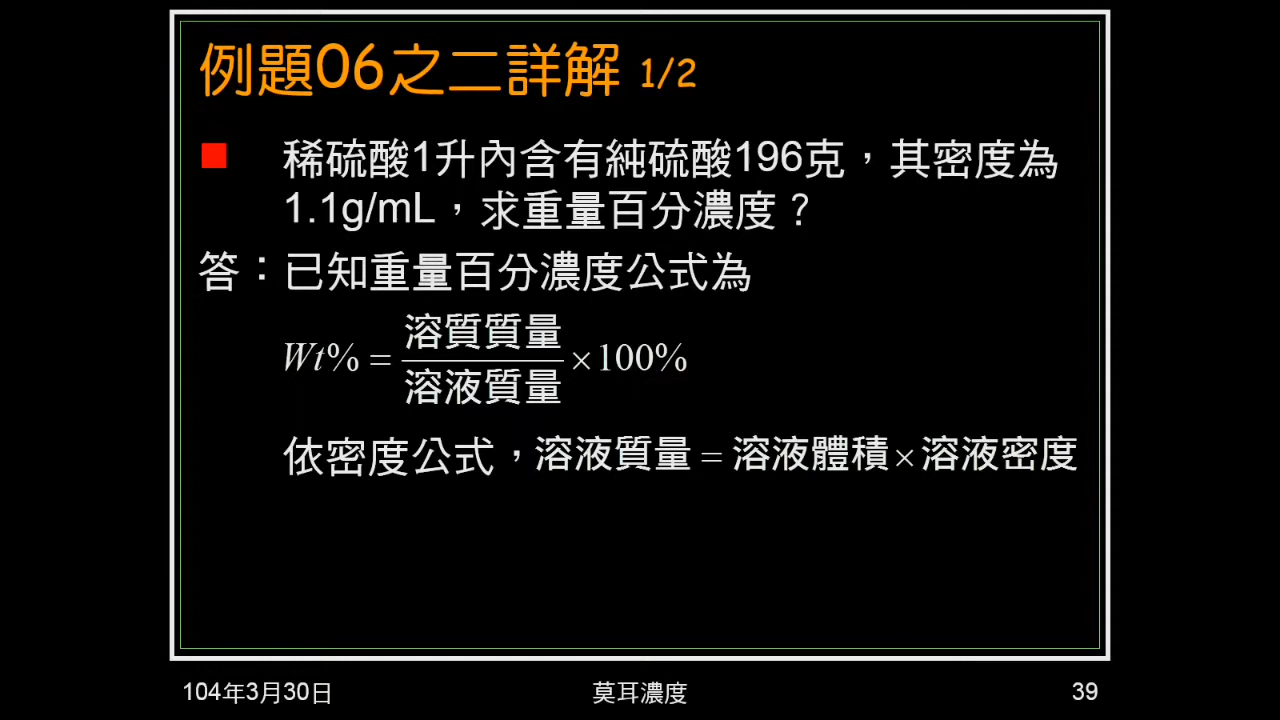 例題06之二詳解 1/2
稀硫酸1升內含有純硫酸196克，其密度為
1.1g/mL，求重量百分濃度？
答：已知重量百分濃度公式為
Wt% = 溶質質量/溶液質量 ×100%
依密度公式，溶液質量 = 溶液體積×溶液密度
104年3月30日 莫耳濃度 39